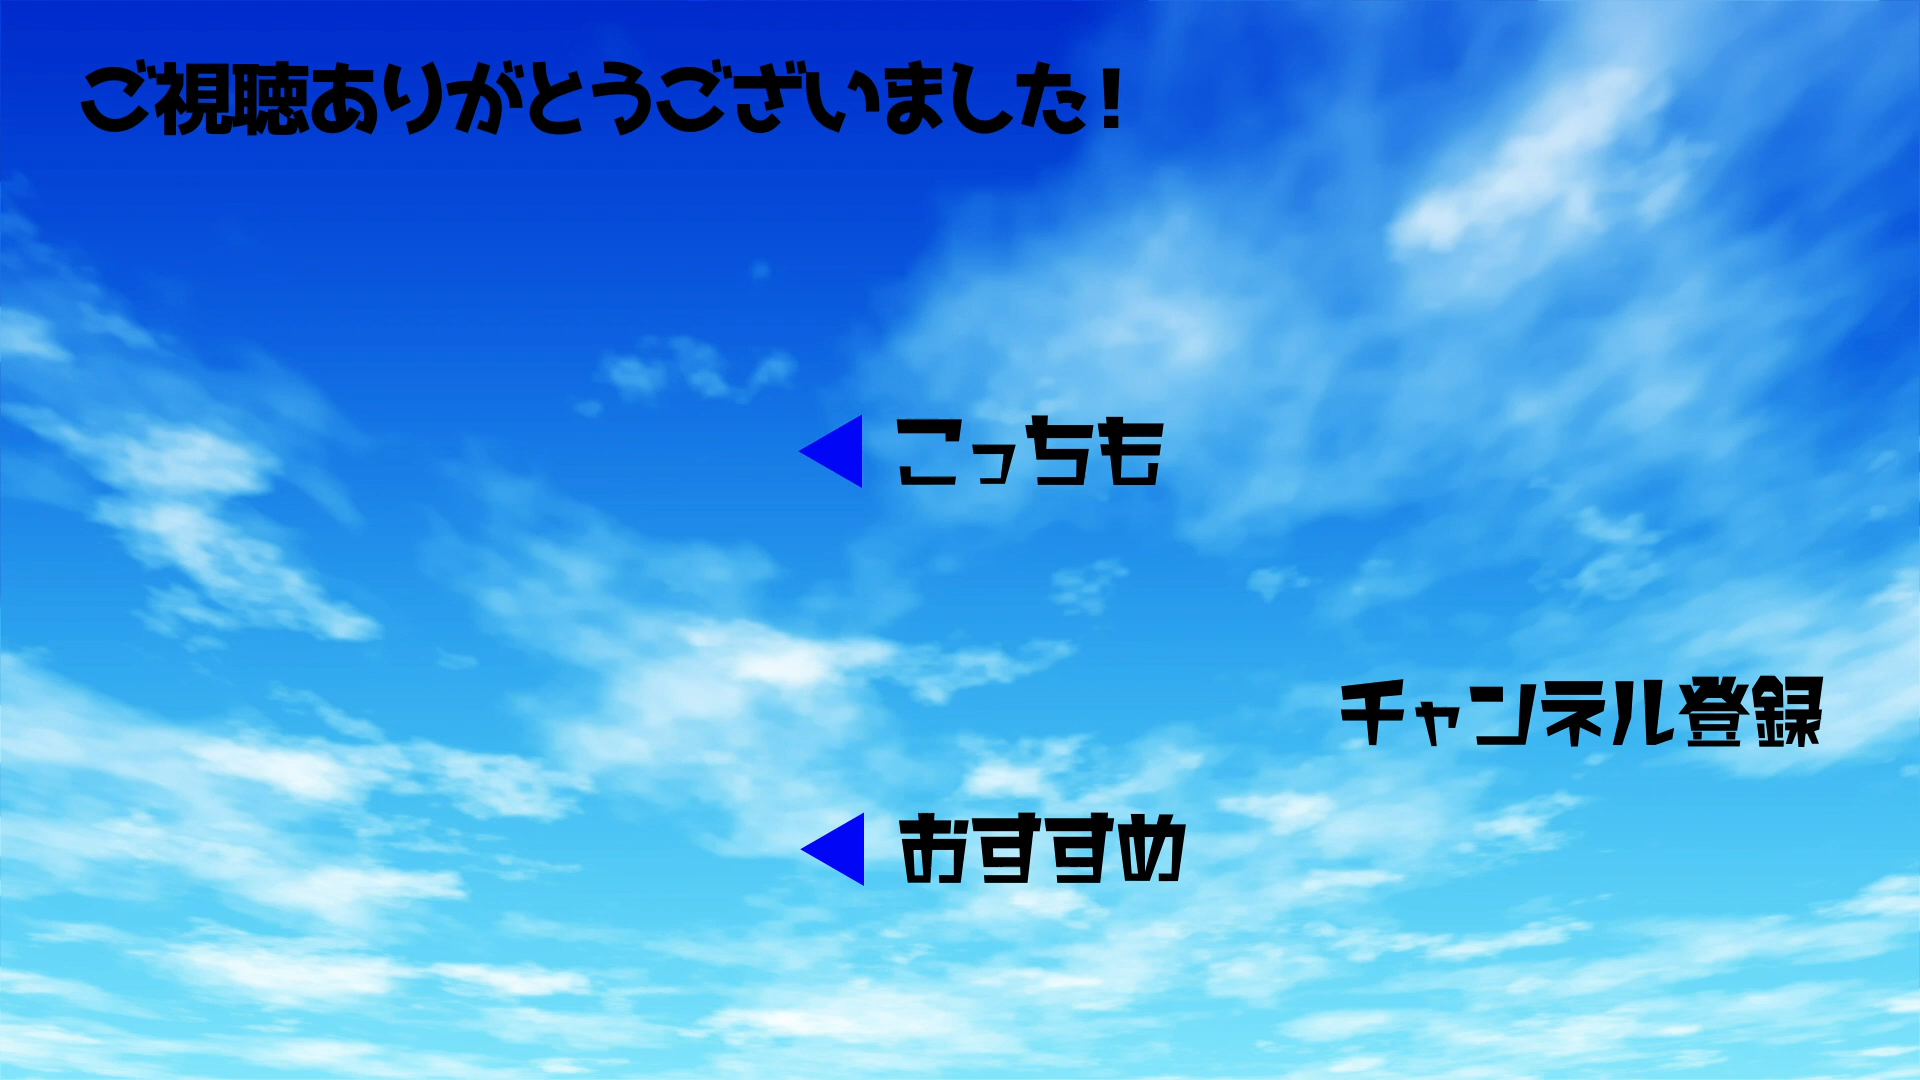 ご視聴ありがとうございました!
こっちも
チャンネル登録
おすすめ